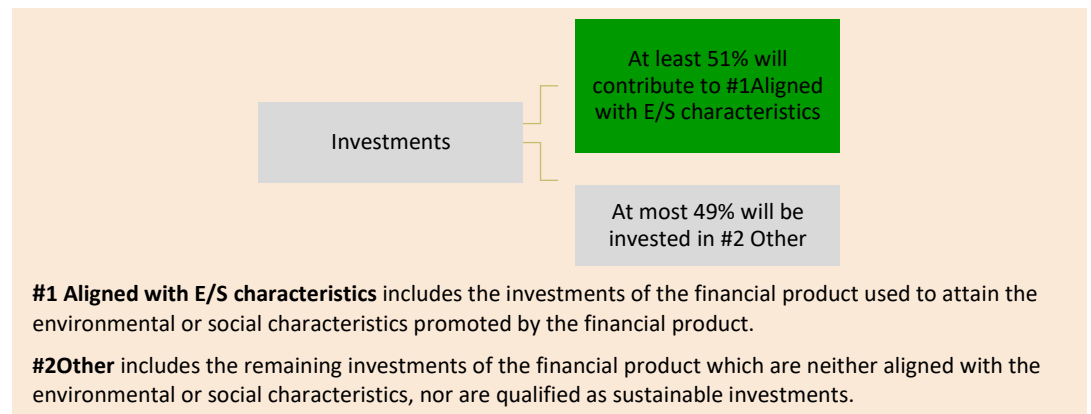 At least 51% will
contribute to #1Aligned
with E/S characteristics
Investments
At most 49% will be
invested in #2 Other
#1 Aligned with E/S characteristics includes the investments of the financial product used to attain the
environmental or social characteristics promoted by the financial product.
#2Other includes the remaining investments of the financial product which are neither aligned with the
environmental or social characteristics, nor are qualified as sustainable investments.